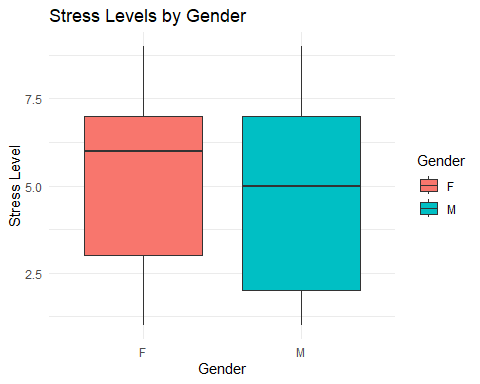 Stress Levels by Gender
7.5
5.0
2.5
Stress Level
F
M
Gender
Gender
F
M